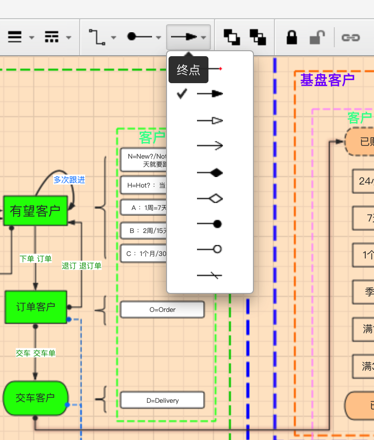 终点
基盘客户
客户
客户
多次跟进
N=New?/Not
天就要跟
有望客户
H=Hot? : 当
A : 1周=7天
B : 2周/15天
C : 1个月/30
下单 订单
退订 退订单
订单客户
O=Order
交车 交车单
交车客户
D=Delivery
已
24/
7
1个
季
满
满
已